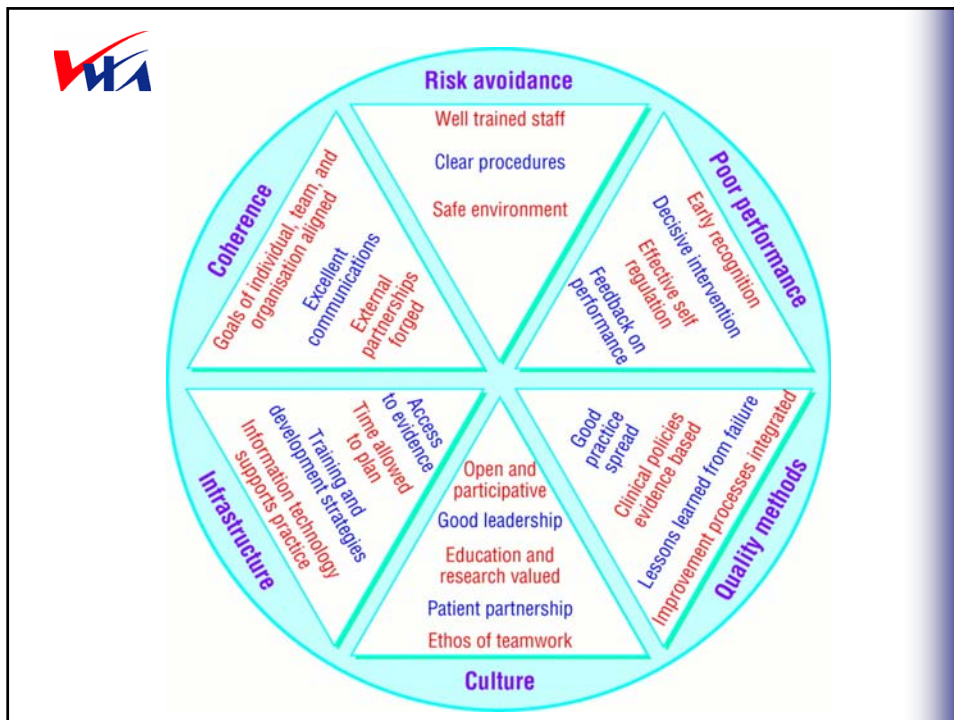 VHA
Risk avoidance
Well trained staff
Clear procedures
Safe environment
Poor performance
Early recognition
Decisive intervention
Effective self
regulation
Feedback on
performance
Quality methods
Good
practice
spread
Clinical policies
evidence based
Lessons learned from failure
Improvement processes integrated
Culture
Open and
participative
Good leadership
Education and
research valued
Patient partnership
Ethos of teamwork
Infrastructure
Access
to evidence
Time allowed
to plan
Training and
development strategies
Information technology
supports practice
Coherence
Goals of individual, team, and
organisation aligned
Excellent
communications
External
partnerships
forged